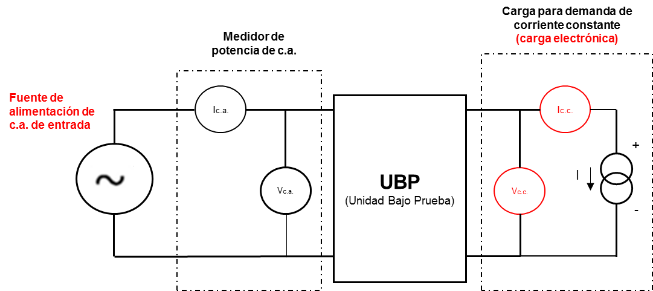 Carga para demanda de
corriente constante
(carga electrónica)
Medidor de
potencia de c.a.
Fuente de
alimentación de
c.a. de entrada
Ic.a.
Ic.c.
UBP
(Unidad Bajo Prueba)
Vc.a.
Vc.c
I
+
-